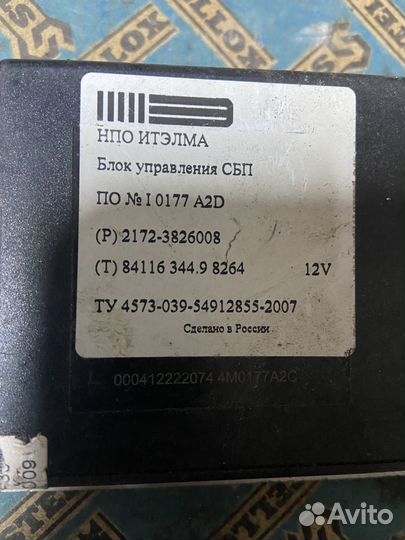 НПО ИТЭЛМА
Блок управления СБП
ПО № I 0177 A2D
(Р) 2172-3826008
(Т) 84116 344.9 8264 12V
ТУ 4573-039-54912855-2007
Сделано в России
000412222074 4M0177A2C
Avito